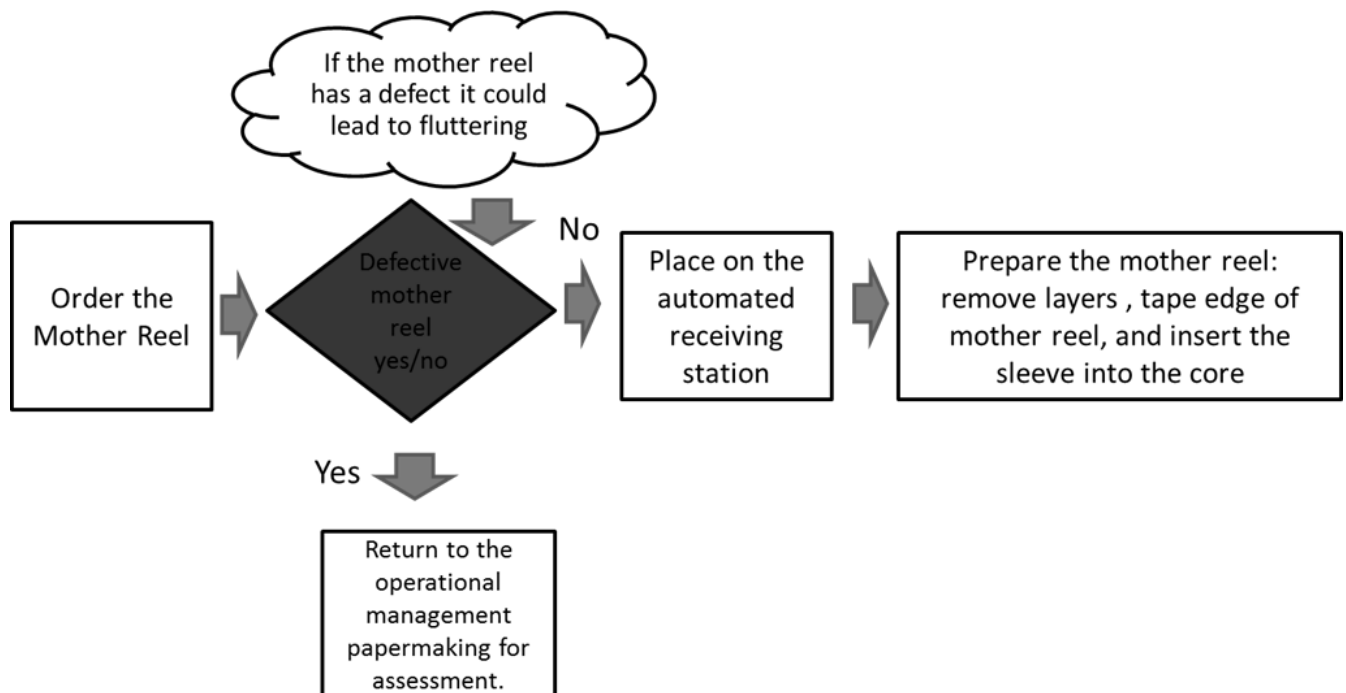 If the mother reel
has a defect it could
lead to fluttering
Order the
Mother Reel
Defective
mother
reel
yes/no
No
Place on the
automated
receiving
station
Prepare the mother reel:
remove layers , tape edge of
mother reel, and insert the
sleeve into the core
Yes
Return to the
operational
management
papermaking for
assessment.